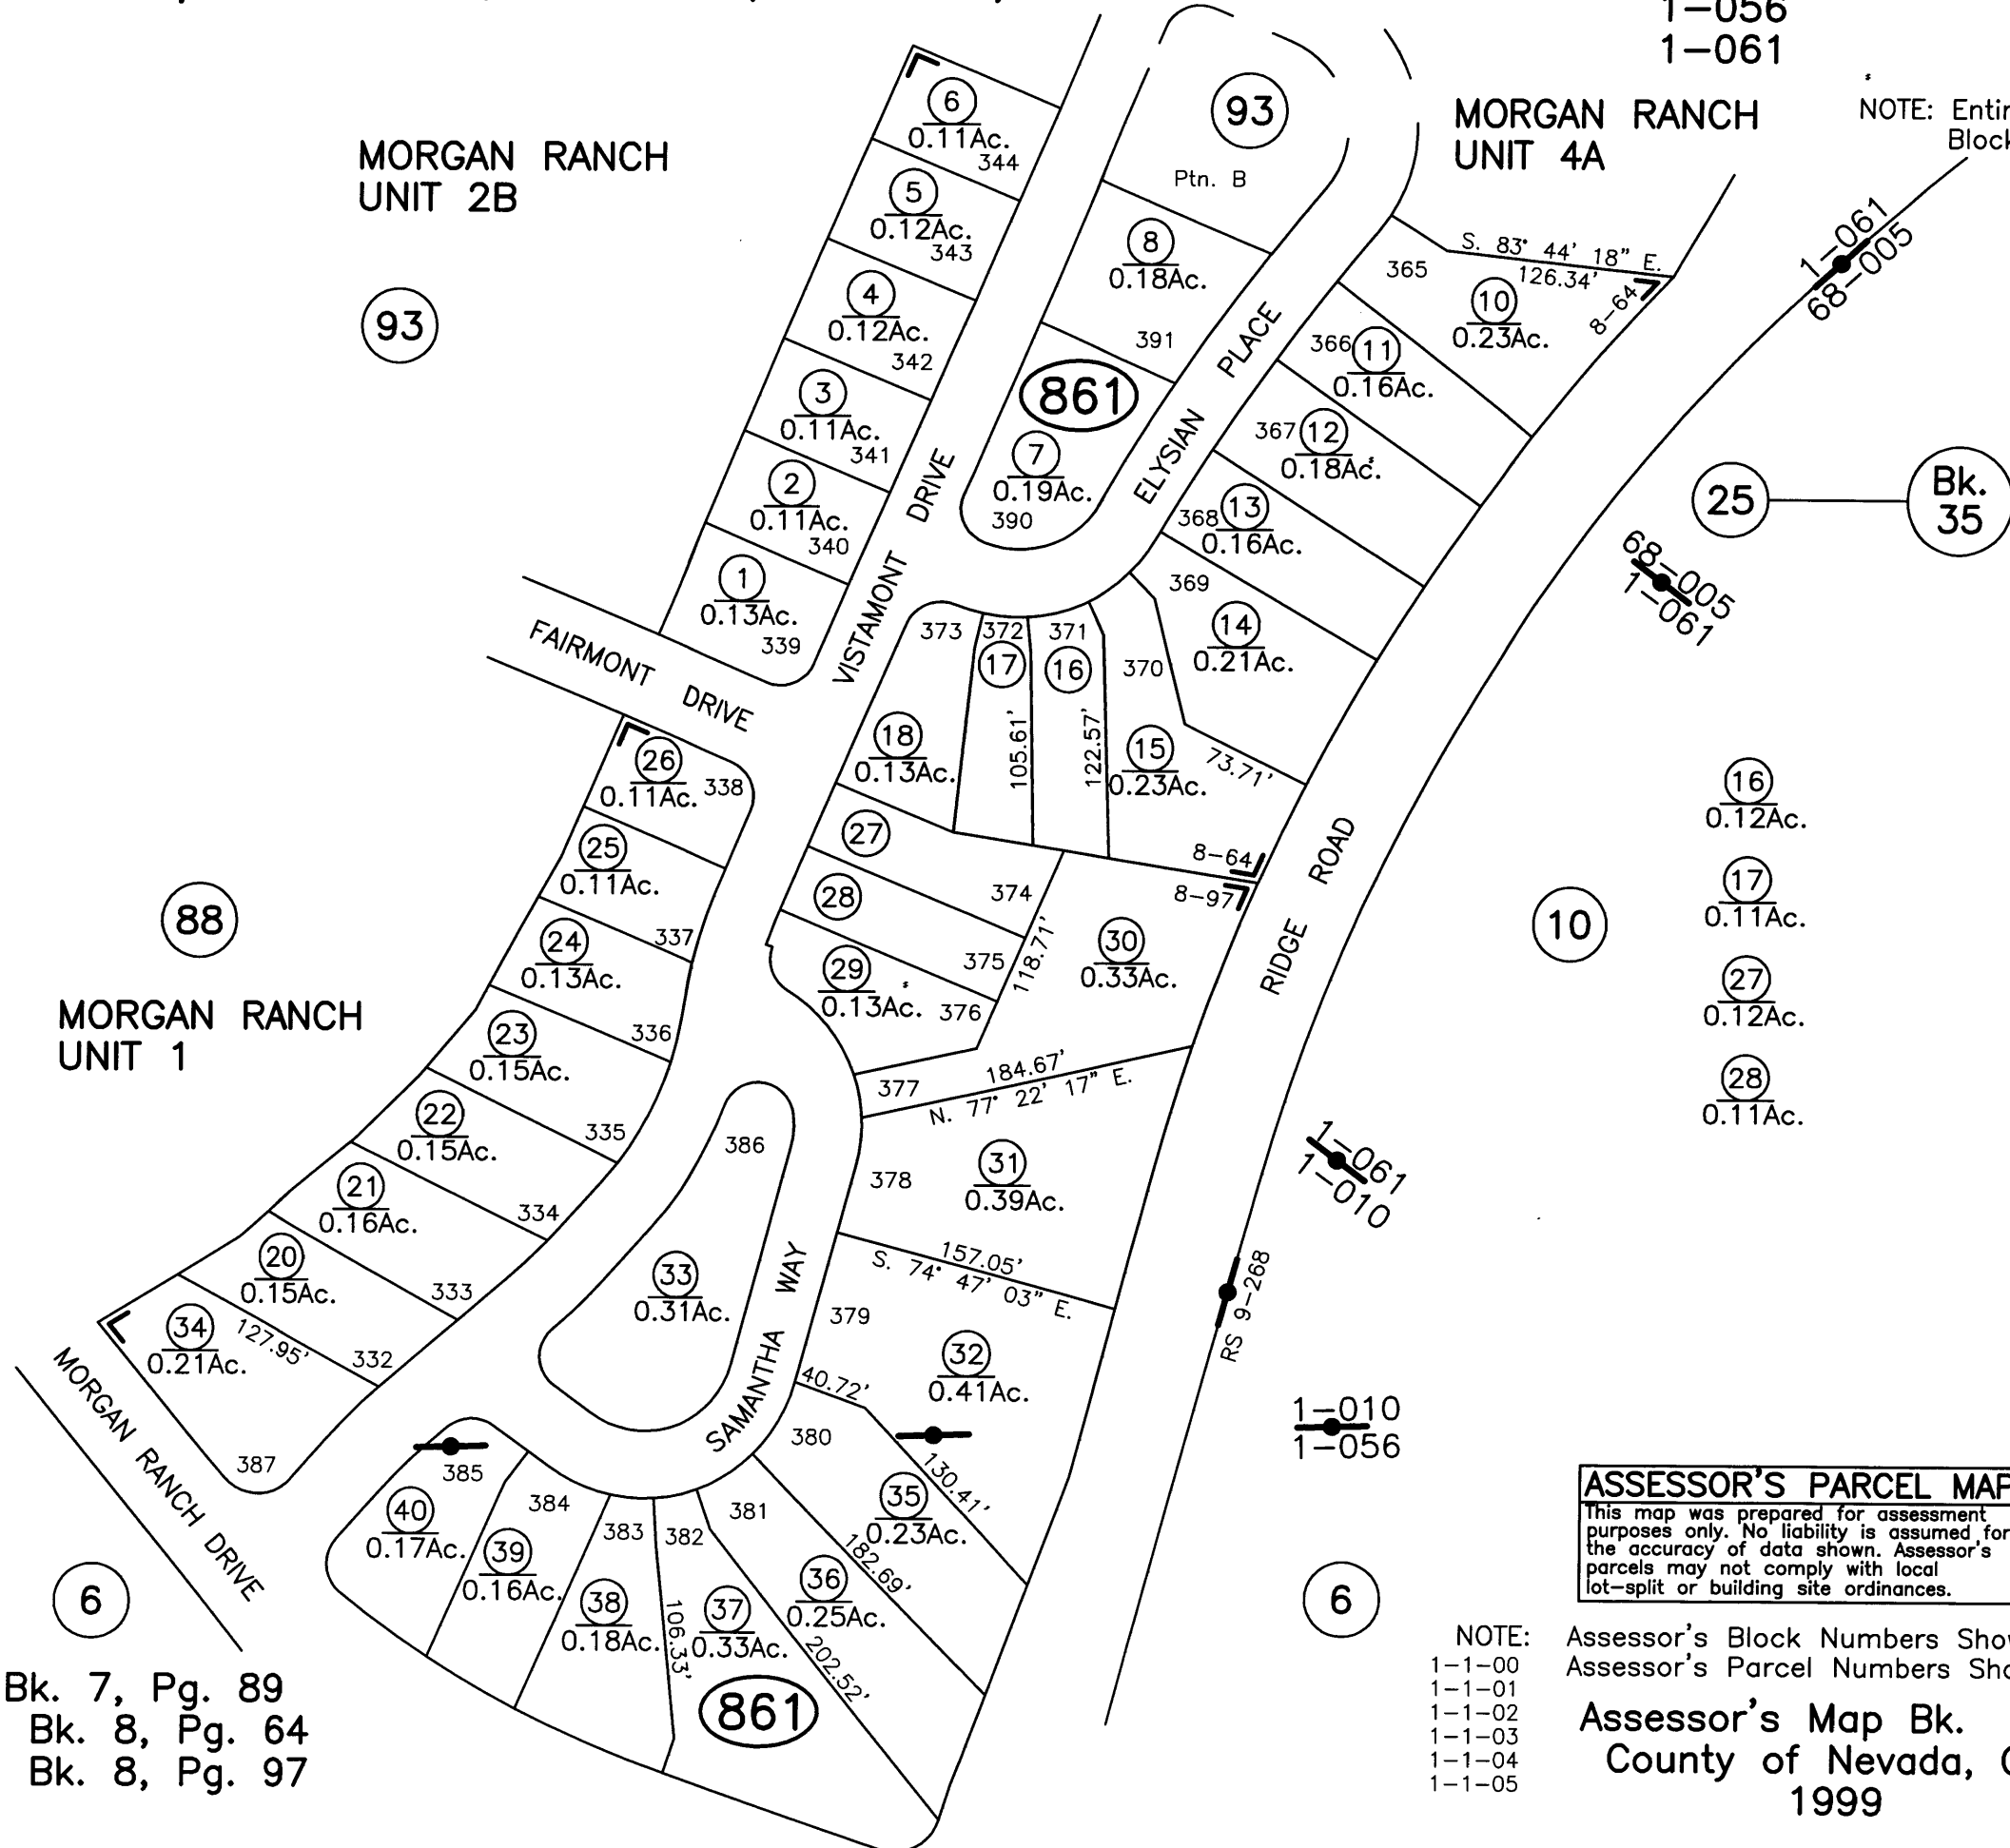 1-056
1-061
MORGAN RANCH
UNIT 2B
93
93
Ptn. B
MORGAN RANCH
UNIT 4A
NOTE: Entir
Block
6
0.11Ac.
344
5
0.12Ac.
343
4
0.12Ac.
342
3
0.11Ac.
341
2
0.11Ac.
340
1
0.13Ac.
339
8
0.18Ac.
391
861
7
0.19Ac.
390
VISTAMONT DRIVE
ELYSIAN PLACE
FAIRMONT DRIVE
365
S. 83° 44' 18" E.
126.34'
8-64
10
0.23Ac.
366
11
0.16Ac.
367
12
0.18Ac.
368
13
0.16Ac.
369
14
0.21Ac.
1-061
68-005
25
Bk.
35
68-005
1-061
373
372
371
370
17
16
18
0.13Ac.
105.61'
122.57'
15
0.23Ac.
73.71'
8-64
8-97
26
0.11Ac.
338
25
0.11Ac.
337
24
0.13Ac.
336
23
0.15Ac.
335
22
0.15Ac.
334
21
0.16Ac.
333
20
0.15Ac.
332
34
0.21Ac.
127.95'
387
27
374
28
375
29
0.13Ac.
376
118.71'
30
0.33Ac.
RIDGE ROAD
10
16
0.12Ac.
17
0.11Ac.
27
0.12Ac.
28
0.11Ac.
88
MORGAN RANCH
UNIT 1
377
184.67'
N. 77° 22' 17" E.
386
378
31
0.39Ac.
1-061
1-010
33
0.31Ac.
SAMANTHA WAY
157.05'
S. 74° 47' 03" E.
379
32
0.41Ac.
RS 9-268
40.72'
380
130.41'
35
0.23Ac.
1-010
1-056
MORGAN RANCH DRIVE
385
40
0.17Ac.
384
39
0.16Ac.
383
38
0.18Ac.
382
106.33'
37
0.33Ac.
381
182.69'
36
0.25Ac.
202.52'
861
6
6
Bk. 7, Pg. 89
Bk. 8, Pg. 64
Bk. 8, Pg. 97
ASSESSOR'S PARCEL MAP
This map was prepared for assessment
purposes only. No liability is assumed for
the accuracy of data shown. Assessor's
parcels may not comply with local
lot-split or building site ordinances.
NOTE: Assessor's Block Numbers Sho
Assessor's Parcel Numbers Sho
1-1-00
1-1-01
1-1-02
1-1-03
1-1-04
1-1-05
Assessor's Map Bk.
County of Nevada,
1999